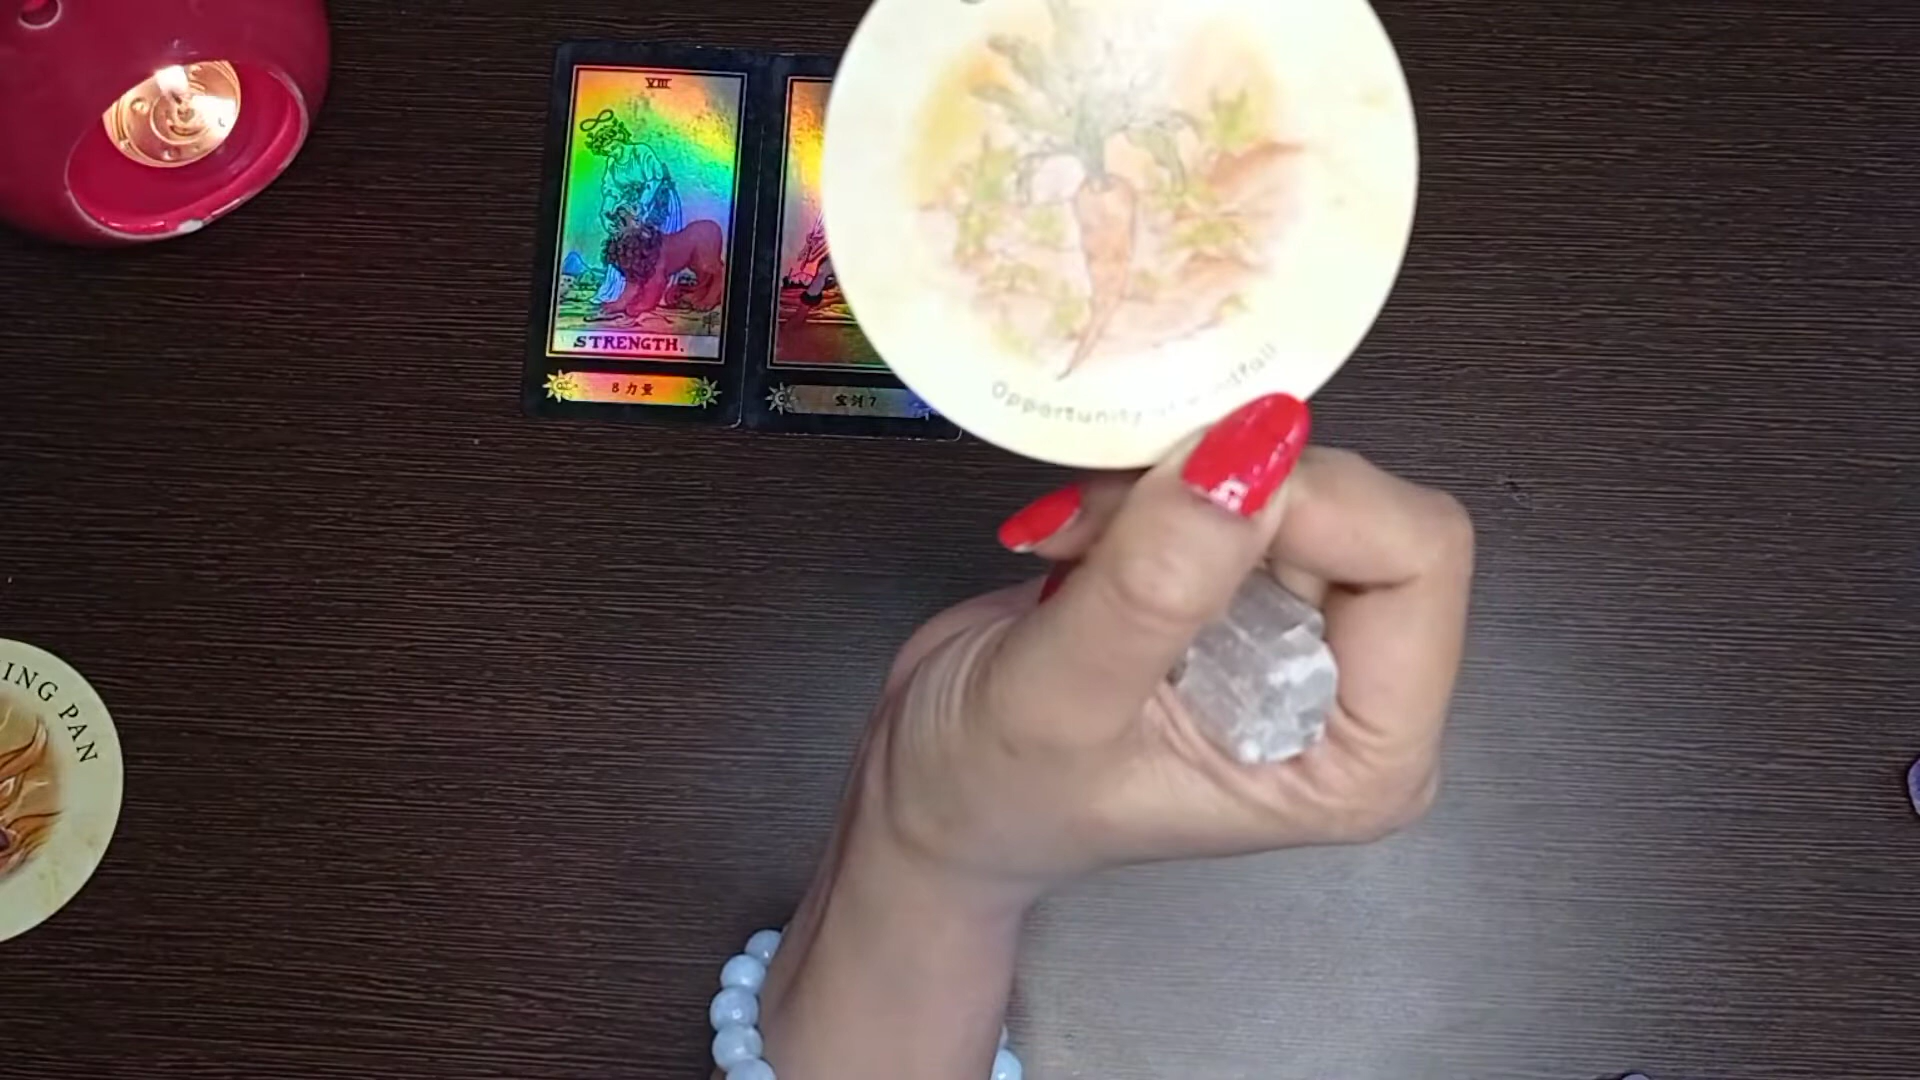 VIII
STRENGTH.
8 力量
宝剑 7
Opportunity
ING PAN